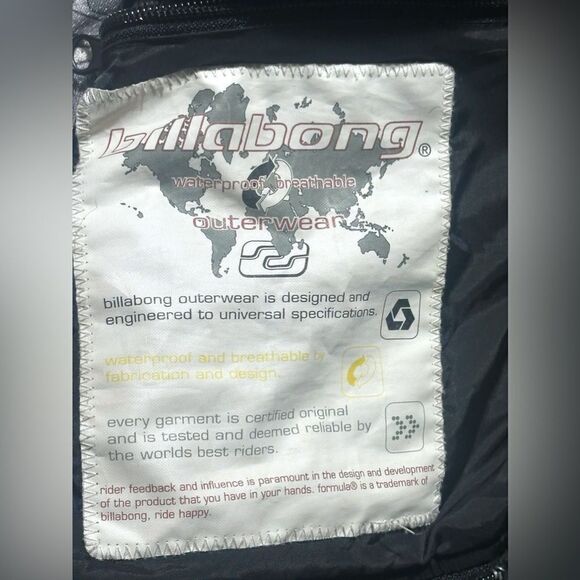 billabong®
waterproof breathable
outerwear
billabong outerwear is designed and
engineered to universal specifications.
waterproof and breathable by
fabrication and design.
every garment is certified original
and is tested and deemed reliable by
the worlds best riders.
rider feedback and influence is paramount in the design and development
of the product that you have in your hands. formula® is a trademark of
billabong, ride happy.